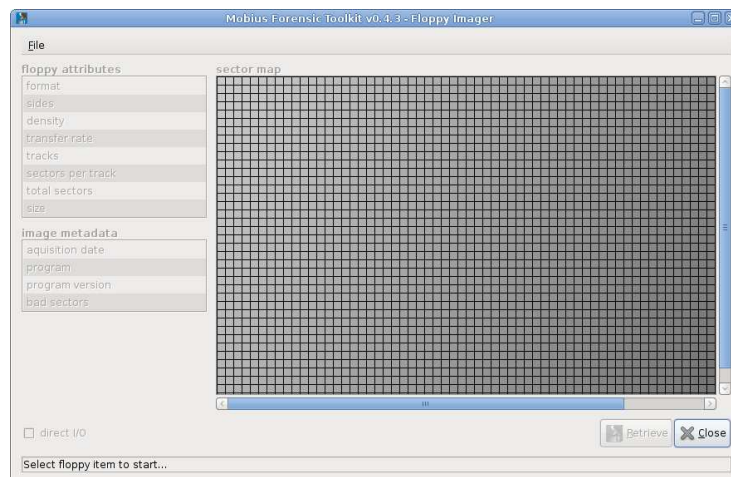 Mobius Forensic Toolkit v0.4.3 - Floppy Imager
File
floppy attributes
format
sides
density
transfer rate
tracks
sectors per track
total sectors
size
image metadata
aquisition date
program
program version
bad sectors
sector map
direct I/O
Retrieve
Close
Select floppy item to start...